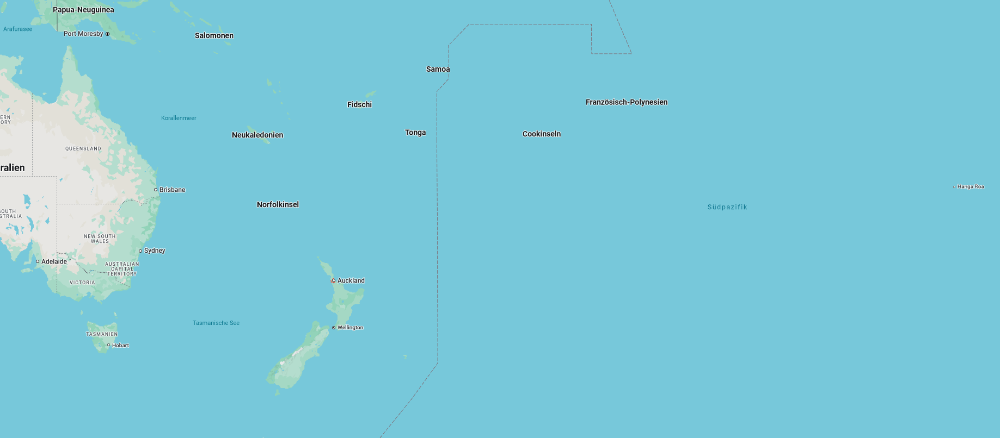 Papua-Neuguinea
Arafurasee
Port Moresby
Salomonen
Samoa
Fidschi
Französisch-Polynesien
ERN
ORY
Korallenmeer
Neukaledonien
Tonga
Cookinseln
QUEENSLAND
ralien
Brisbane
Hanga Roa
Norfolkinsel
Südpazifik
SOUTH
STRALIA
NEW SOUTH
WALES
Sydney
Adelaide
AUSTRALIAN
CAPITAL
TERRITORY
VICTORIA
Auckland
Tasmanische See
Wellington
TASMANIEN
Hobart